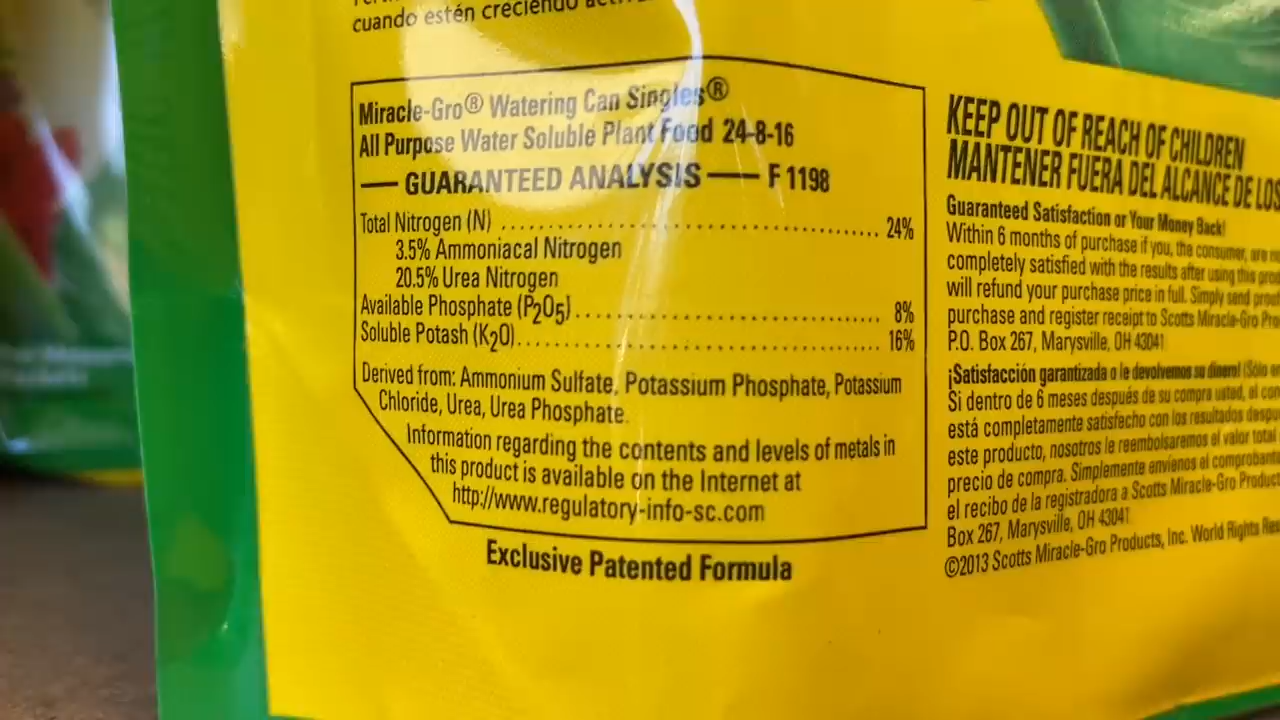 cuando estén creciendo
Miracle-Gro® Watering Can Singles®
All Purpose Water Soluble Plant Food 24-8-16
GUARANTEED ANALYSIS — F 1198
Total Nitrogen (N) 24%
3.5% Ammoniacal Nitrogen
20.5% Urea Nitrogen
Available Phosphate (P2O5) 8%
Soluble Potash (K2O) 16%
Derived from: Ammonium Sulfate, Potassium Phosphate, Potassium
Chloride, Urea, Urea Phosphate.
Information regarding the contents and levels of metals in
this product is available on the Internet at
http://www.regulatory-info-sc.com
Exclusive Patented Formula
KEEP OUT OF REACH OF CHILDREN
MANTENER FUERA DEL ALCANCE DE LOS
Guaranteed Satisfaction or Your Money Back!
Within 6 months of purchase if you, the consumer, are
completely satisfied with the results after using this
will refund your purchase price in full. Simply send
purchase and register receipt to Scotts Miracle-Gro
P.O. Box 267, Marysville, OH 43041
¡Satisfacción garantizada o le devolvemos su dinero! (Sólo
Si dentro de 6 meses después de su compra usted, el
está completamente satisfecho con los resultados
este producto, nosotros le reembolsaremos el valor total
precio de compra. Simplemente envíenos el
el recibo de la registradora a Scotts Miracle-Gro
Box 267, Marysville, OH 43041
©2013 Scotts Miracle-Gro Products, Inc. World Rights